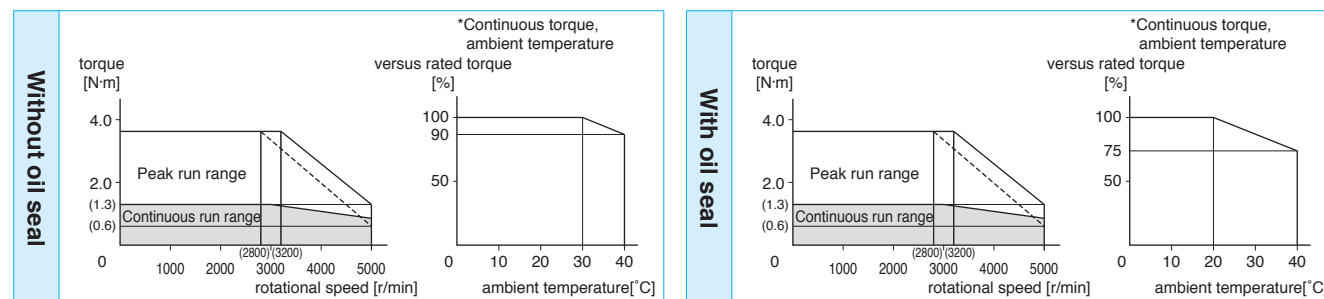 Without oil seal
torque
[N·m]
4.0
2.0
(1.3)
(0.6)
0
Peak run range
Continuous run range
(2800)
(3200)
1000 2000 3000 4000 5000
rotational speed [r/min]
*Continuous torque,
ambient temperature
versus rated torque
[%]
100
90
50
0 10 20 30 40
ambient temperature[˚C]
With oil seal
torque
[N·m]
4.0
2.0
(1.3)
(0.6)
0
Peak run range
Continuous run range
(2800)
(3200)
1000 2000 3000 4000 5000
rotational speed [r/min]
*Continuous torque,
ambient temperature
versus rated torque
[%]
100
75
50
0 10 20 30 40
ambient temperature[˚C]